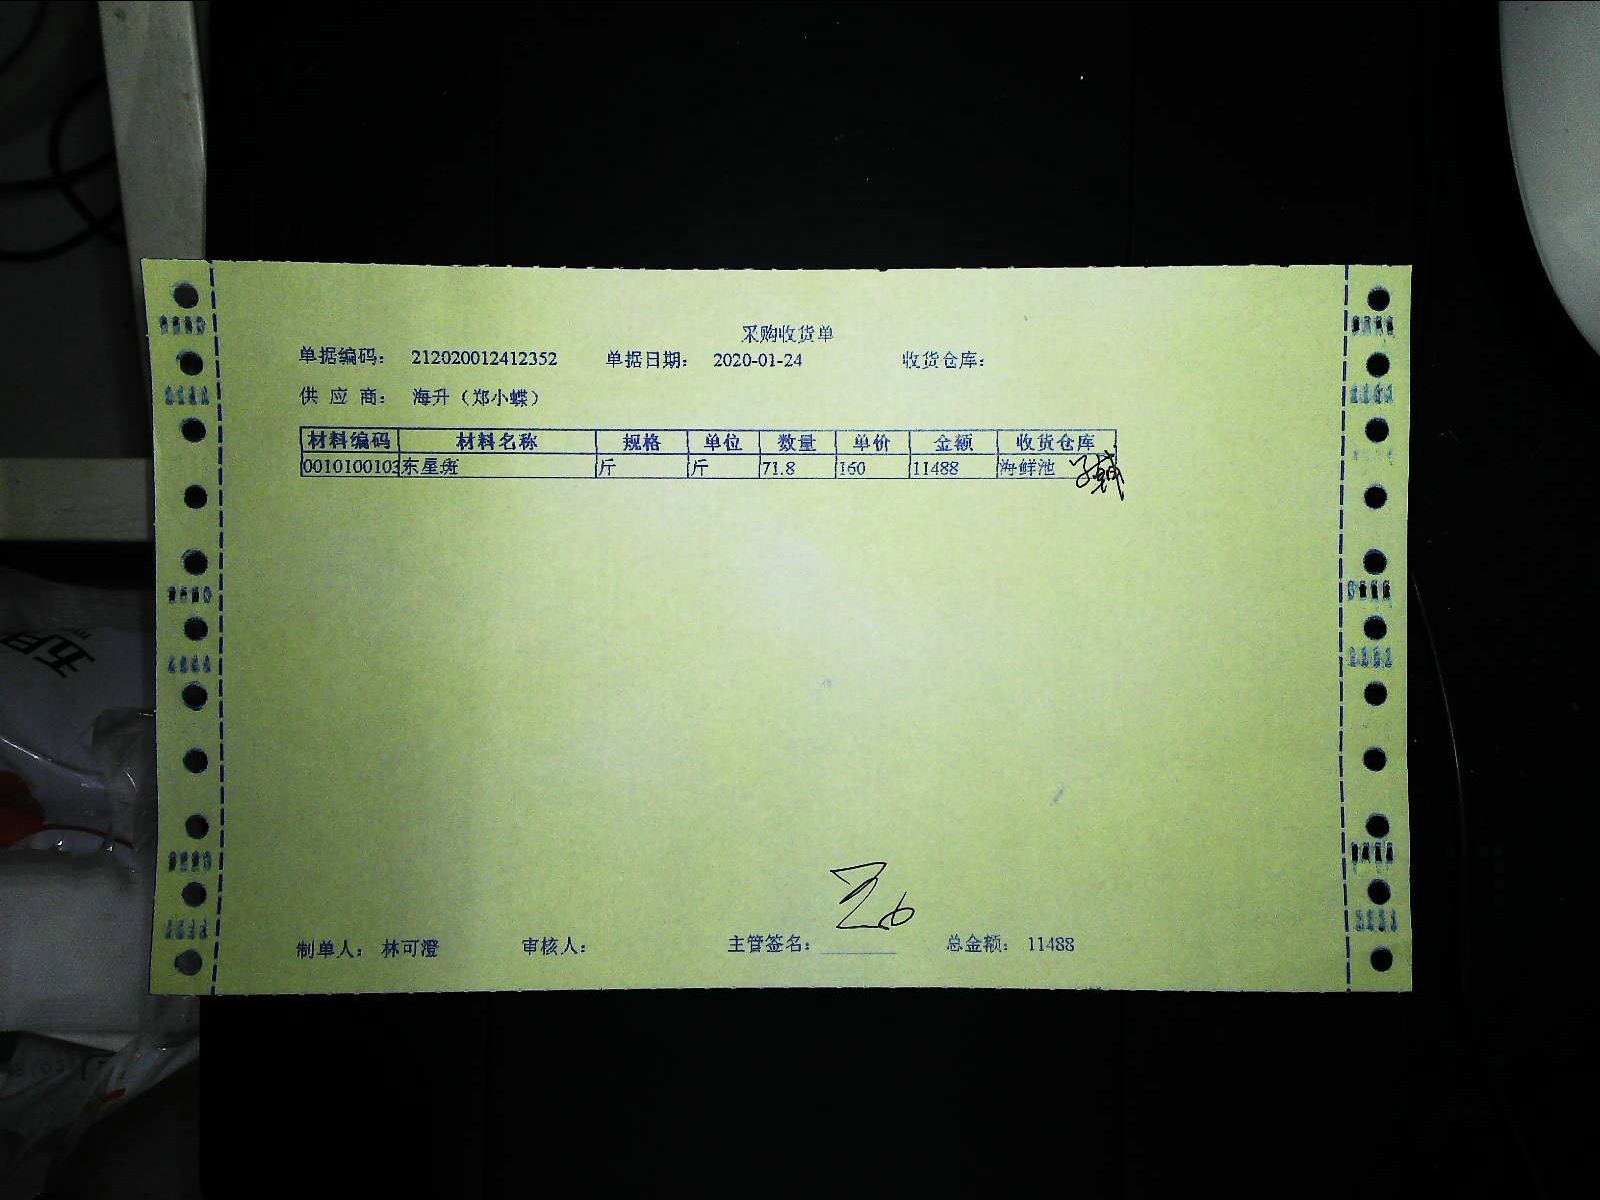 采购收货单
单据编码： 212020012412352 单据日期： 2020-01-24 收货仓库：
供应商： 海升（郑小蝶）
材料编码 材料名称 规格 单位 数量 单价 金额 收货仓库
0010100103 东星斑 斤 斤 71.8 160 11488 海鲜池
制单人： 林可澄 审核人： 主管签名： 总金额： 11488
五月